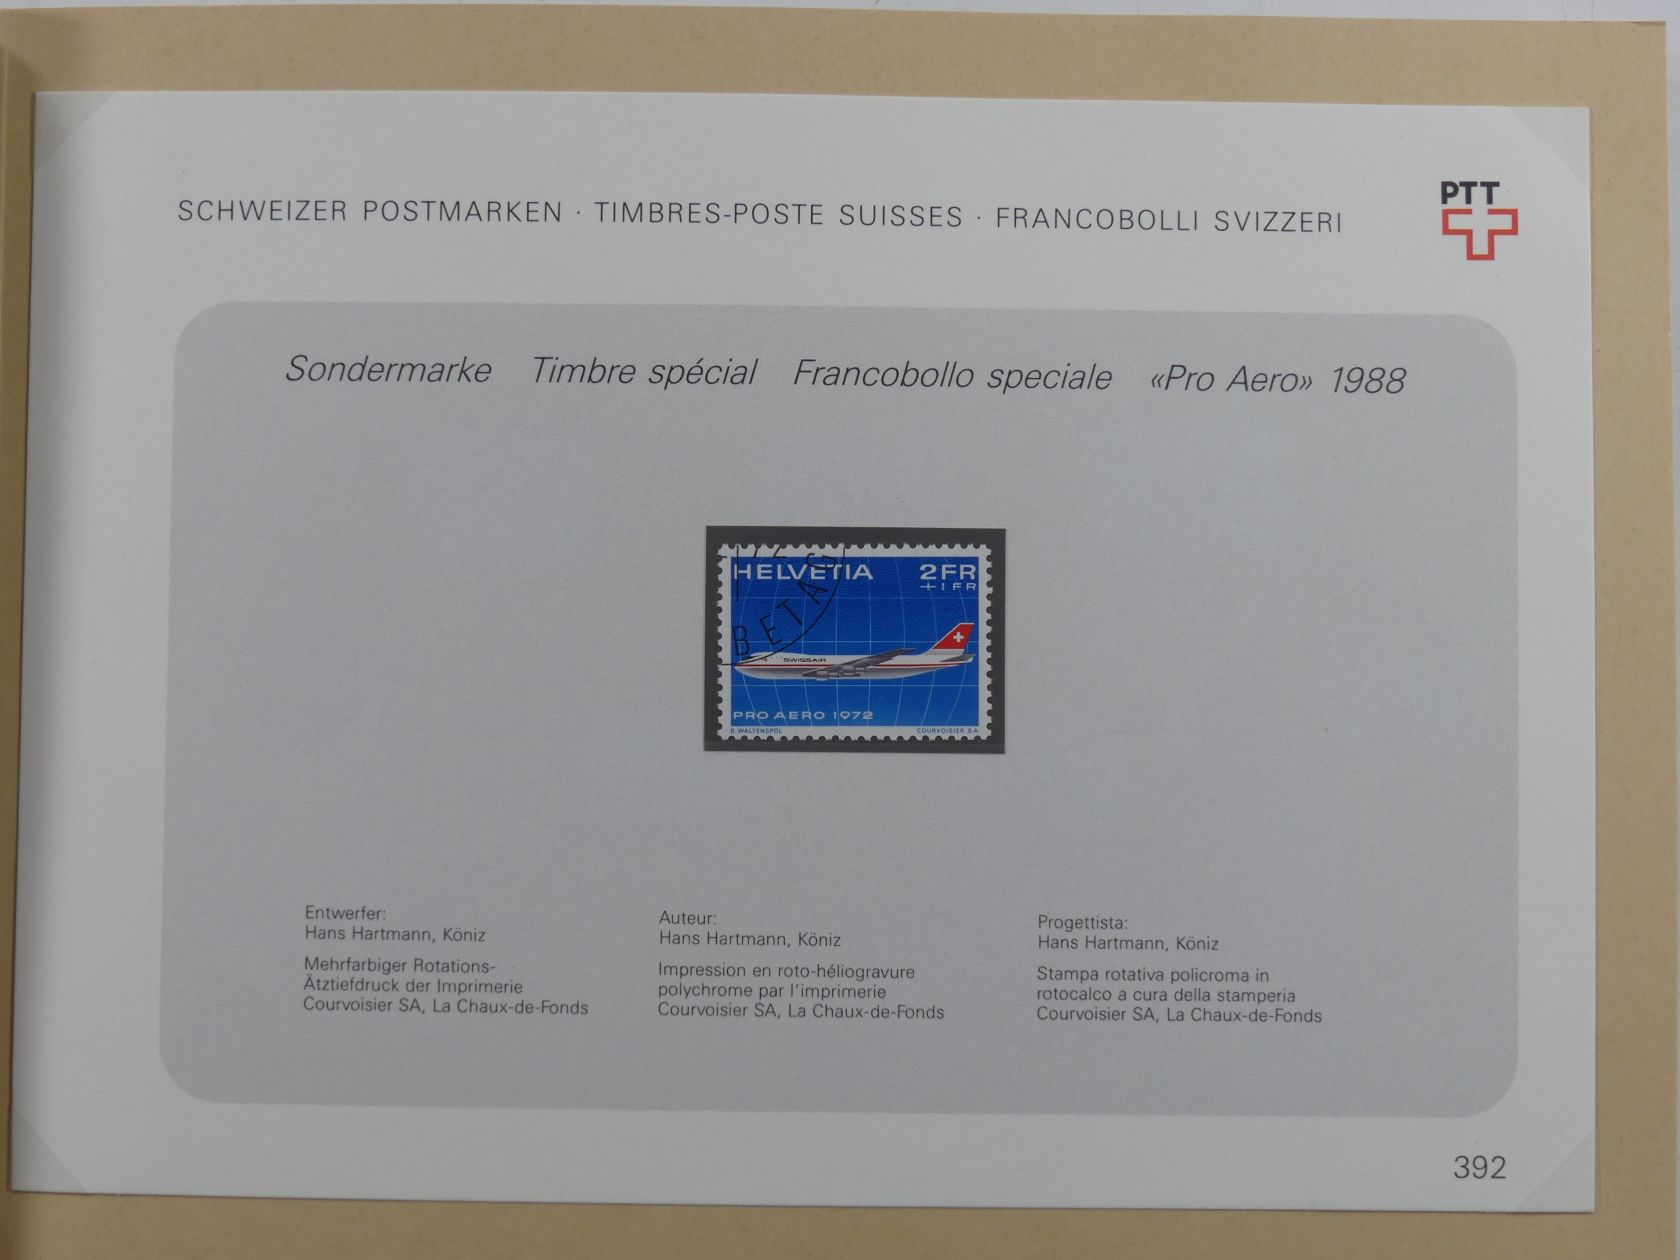 PTT
SCHWEIZER POSTMARKEN · TIMBRES-POSTE SUISSES · FRANCOBOLLI SVIZZERI
Sondermarke Timbre spécial Francobollo speciale «Pro Aero» 1988
HELVETIA 2FR
+1FR
BETAG
SWISSAIR
PRO AERO 1972
B. WALTENSPÜL COURVOISIER S.A.
Entwerfer:
Hans Hartmann, Köniz
Mehrfarbiger Rotations-
Ätztiefdruck der Imprimerie
Courvoisier SA, La Chaux-de-Fonds
Auteur:
Hans Hartmann, Köniz
Impression en roto-héliogravure
polychrome par l'imprimerie
Courvoisier SA, La Chaux-de-Fonds
Progettista:
Hans Hartmann, Köniz
Stampa rotativa policroma in
rotocalco a cura della stamperia
Courvoisier SA, La Chaux-de-Fonds
392